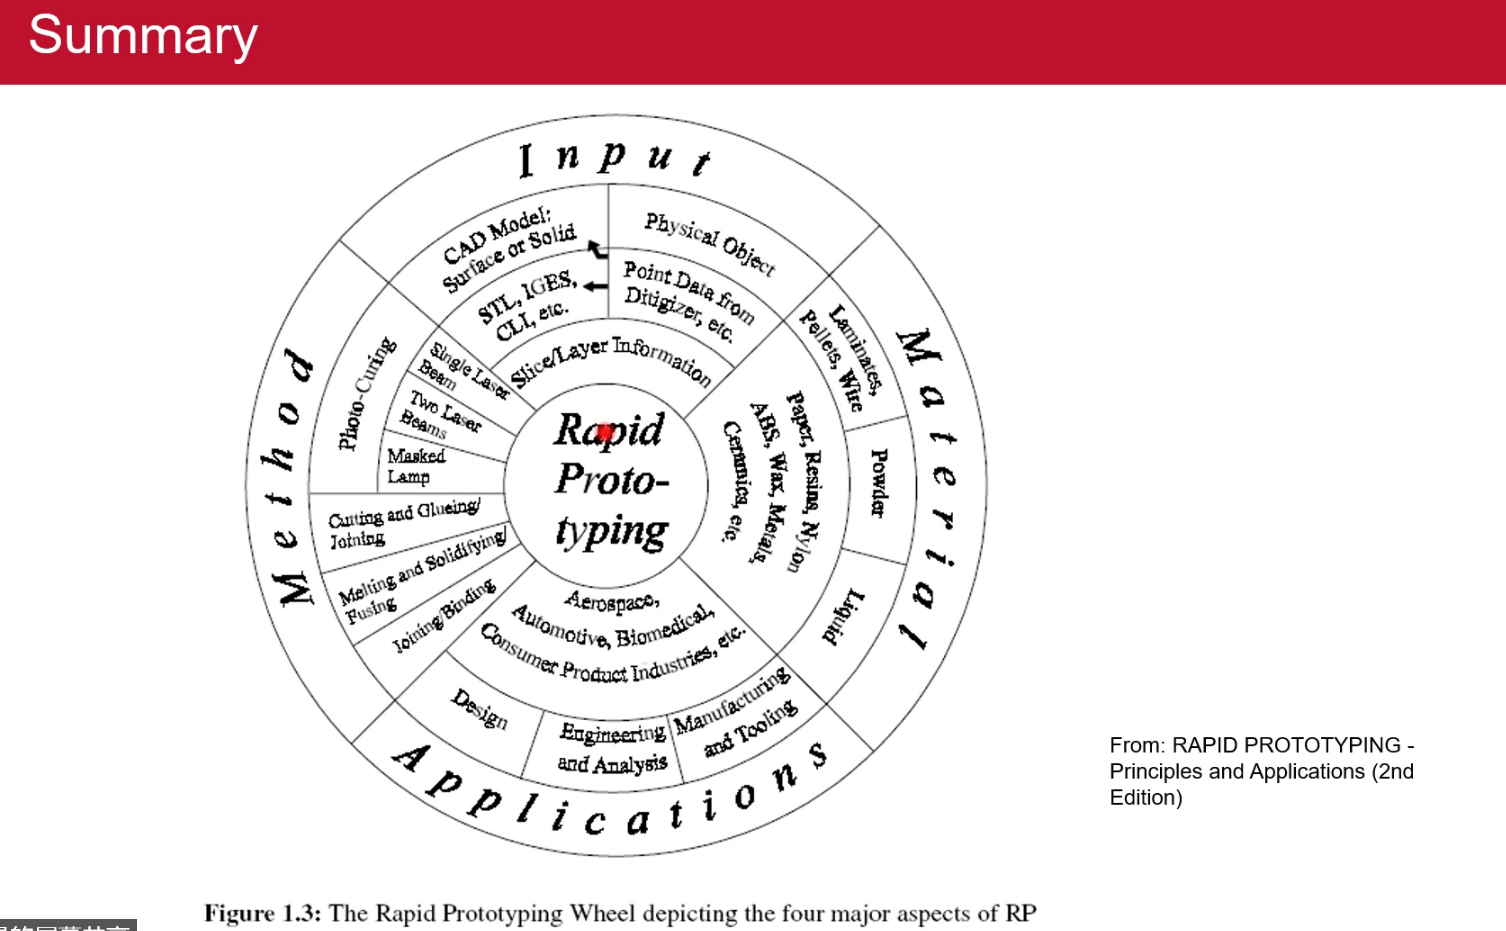 Summary
Input
CAD Model:
Surface or Solid
Physical Object
STL, IGES,
CLI, etc.
Point Data from
Ditigizer, etc.
Slice/Layer Information
Method
Photo-Curing
Single Laser
Beam
Two Laser
Beams
Masked
Lamp
Cutting and Glueing/
Joining
Melting and Solidifying/
Fusing
Joining/Binding
Rapid
Proto-
typing
Material
Laminates,
Pellets, Wire
Powder
Liquid
Paper, Resins, Nylon
ABS, Wax, Metals,
Ceramics, etc.
Aerospace,
Automotive, Biomedical,
Consumer Product Industries, etc.
Design
Engineering
and Analysis
Manufacturing
and Tooling
Applications
From: RAPID PROTOTYPING -
Principles and Applications (2nd
Edition)
Figure 1.3: The Rapid Prototyping Wheel depicting the four major aspects of RP